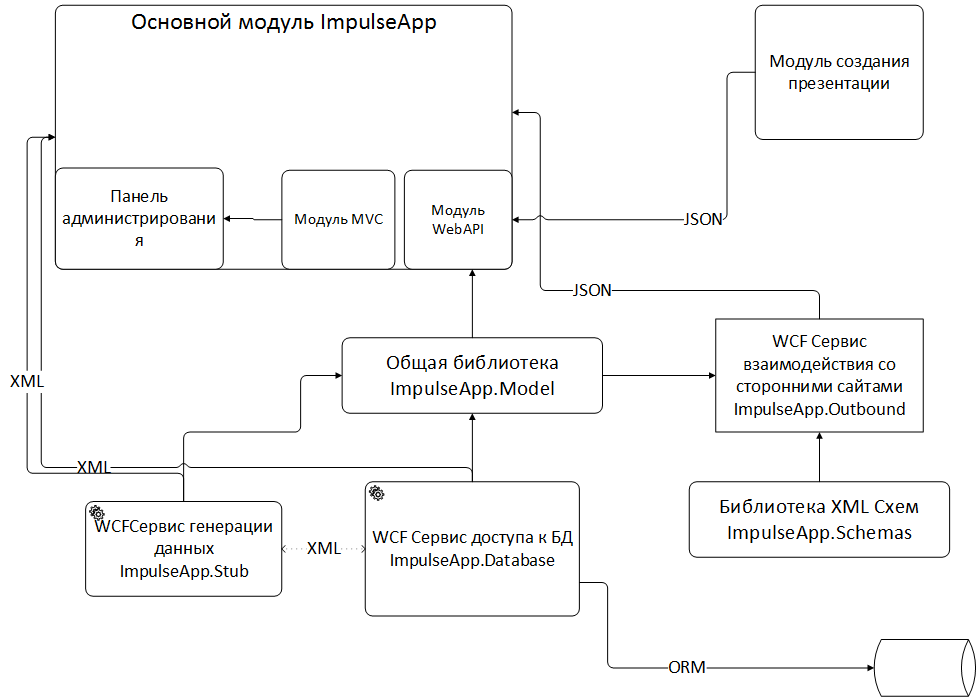 Основной модуль ImpulseApp
Модуль создания
презентации
Панель
администрировани
я
Модуль MVC
Модуль
WebAPI
JSON
JSON
WCF Сервис
взаимодействия со
сторонними сайтами
ImpulseApp.Outbound
Общая библиотека
ImpulseApp.Model
XML
XML
WCFСервис генерации
данных
ImpulseApp.Stub
XML
WCF Сервис доступа к БД
ImpulseApp.Database
Библиотека XML Схем
ImpulseApp.Schemas
ORM